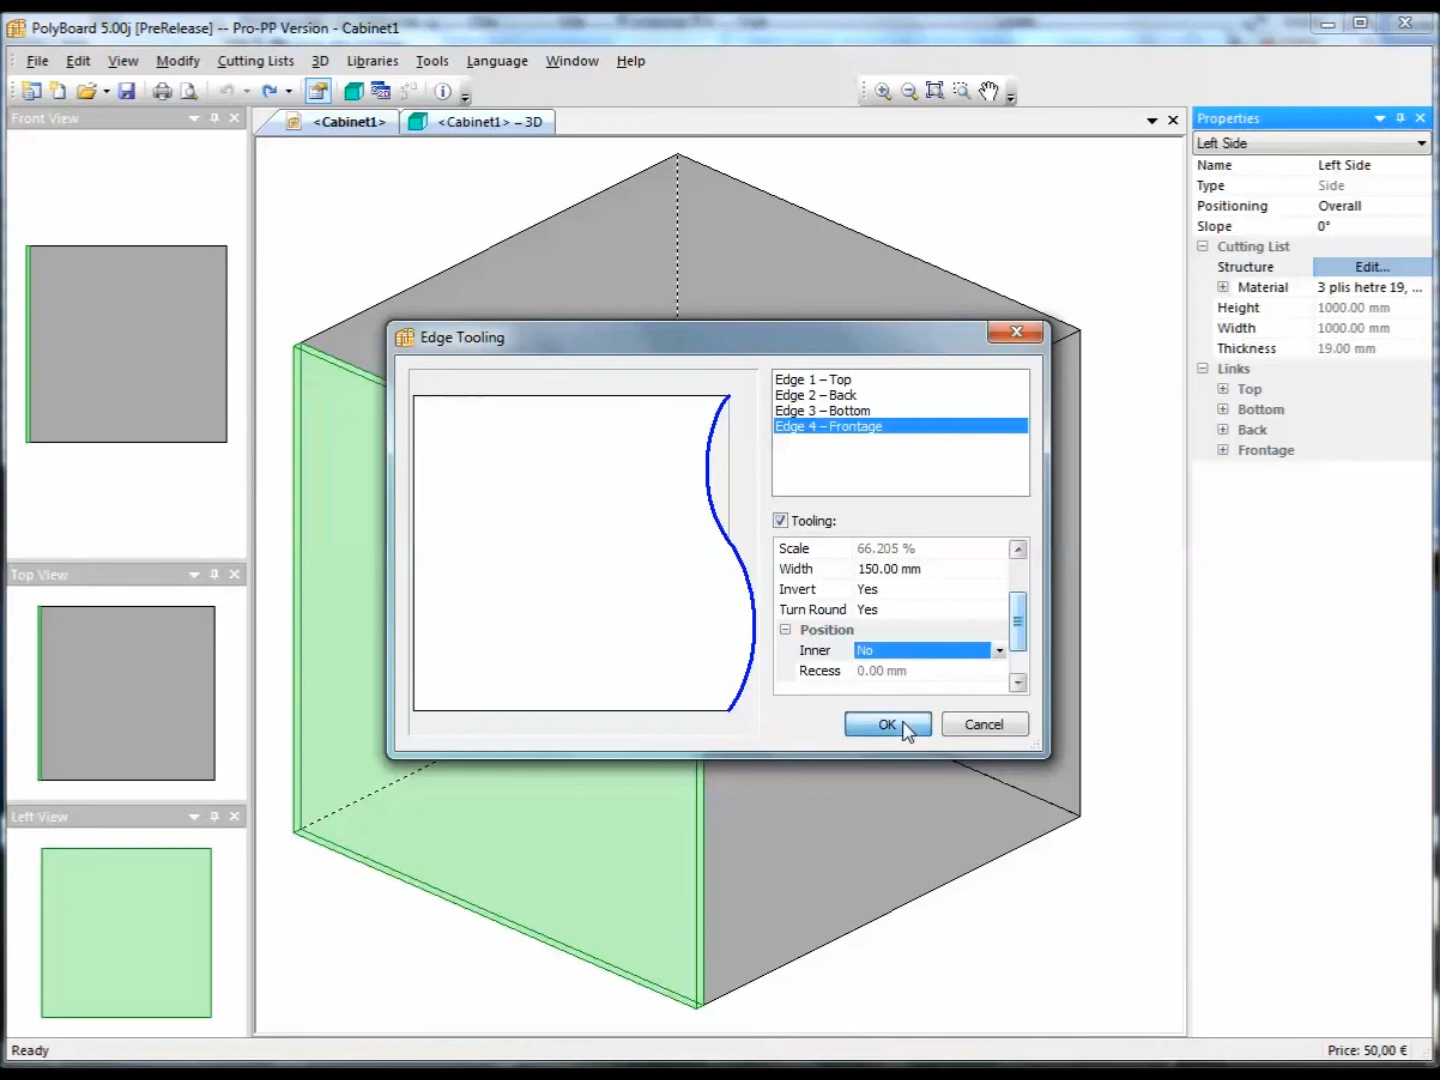 PolyBoard 5.00j [PreRelease] -- Pro-PP Version - Cabinet1
File Edit View Modify Cutting Lists 3D Libraries Tools Language Window Help
Front View
<Cabinet1>
<Cabinet1> – 3D
Properties
Left Side
Name Left Side
Type Side
Positioning Overall
Slope 0°
Cutting List
Structure Edit...
Material 3 plis hetre 19, ...
Height 1000.00 mm
Width 1000.00 mm
Thickness 19.00 mm
Links
Top
Bottom
Back
Frontage
Edge Tooling
Edge 1 – Top
Edge 2 – Back
Edge 3 – Bottom
Edge 4 – Frontage
Tooling:
Scale 66.205 %
Width 150.00 mm
Invert Yes
Turn Round Yes
Position
Inner No
Recess 0.00 mm
OK Cancel
Top View
Left View
Ready
Price: 50,00 €